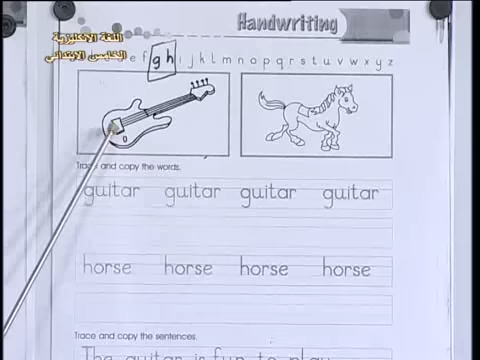 Handwriting
اللغة الانكليزية
الخامس الابتدائي
e f g h i j k l m n o p q r s t u v w x y z
Trace and copy the words.
guitar guitar guitar guitar
horse horse horse horse
Trace and copy the sentences.
The guitar is fun to play